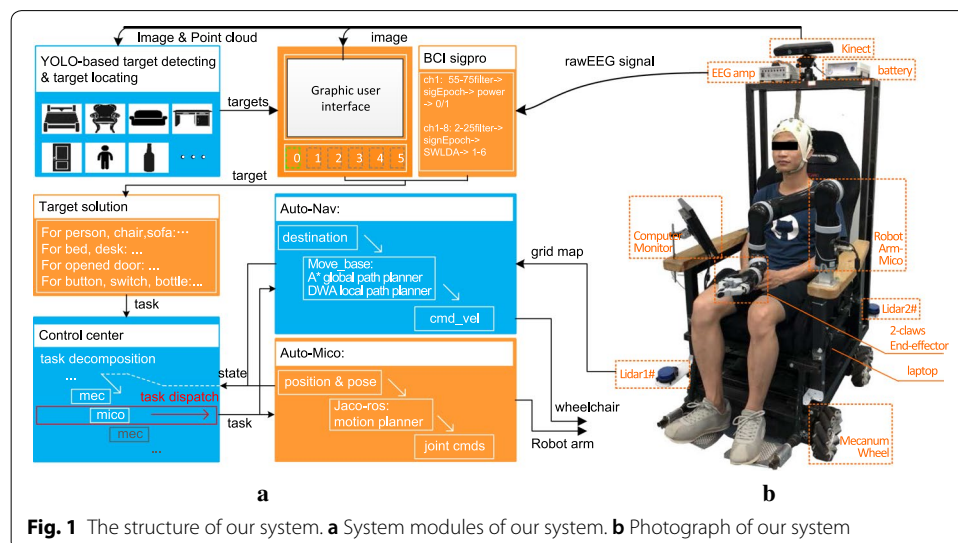 Image & Point cloud
image
YOLO-based target detecting
& target locating
targets
Graphic user
interface
0 1 2 3 4 5
BCI sigpro
ch1: 55-75filter->
sigEpoch-> power
-> 0/1
ch1-8: 2-25filter->
signEpoch->
SWLDA-> 1-6
rawEEG signal
target
Target solution
For person, chair,sofa:...
For bed, desk: ...
For opened door: ...
For button, switch, bottle:...
task
Control center
task decomposition
...
mec
task dispatch
mico
mec
...
state
task
Auto-Nav:
destination
Move_base:
A* global path planner
DWA local path planner
cmd_vel
grid map
Auto-Mico:
position & pose
Jaco-ros:
motion planner
joint cmds
wheelchair
Robot arm
Kinect
EEG amp
battery
Computer
Monitor
Robot
Arm-
Mico
Lidar2#
2-claws
End-effector
laptop
Lidar1#
Mecanum
Wheel
a
b
Fig. 1 The structure of our system. a System modules of our system. b Photograph of our system